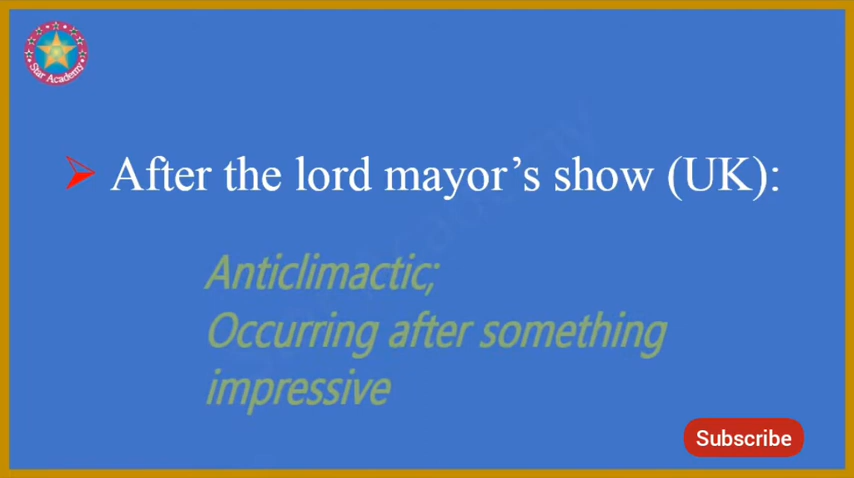 Star Academy
After the lord mayor's show (UK):
Anticlimactic;
Occurring after something
impressive
Subscribe